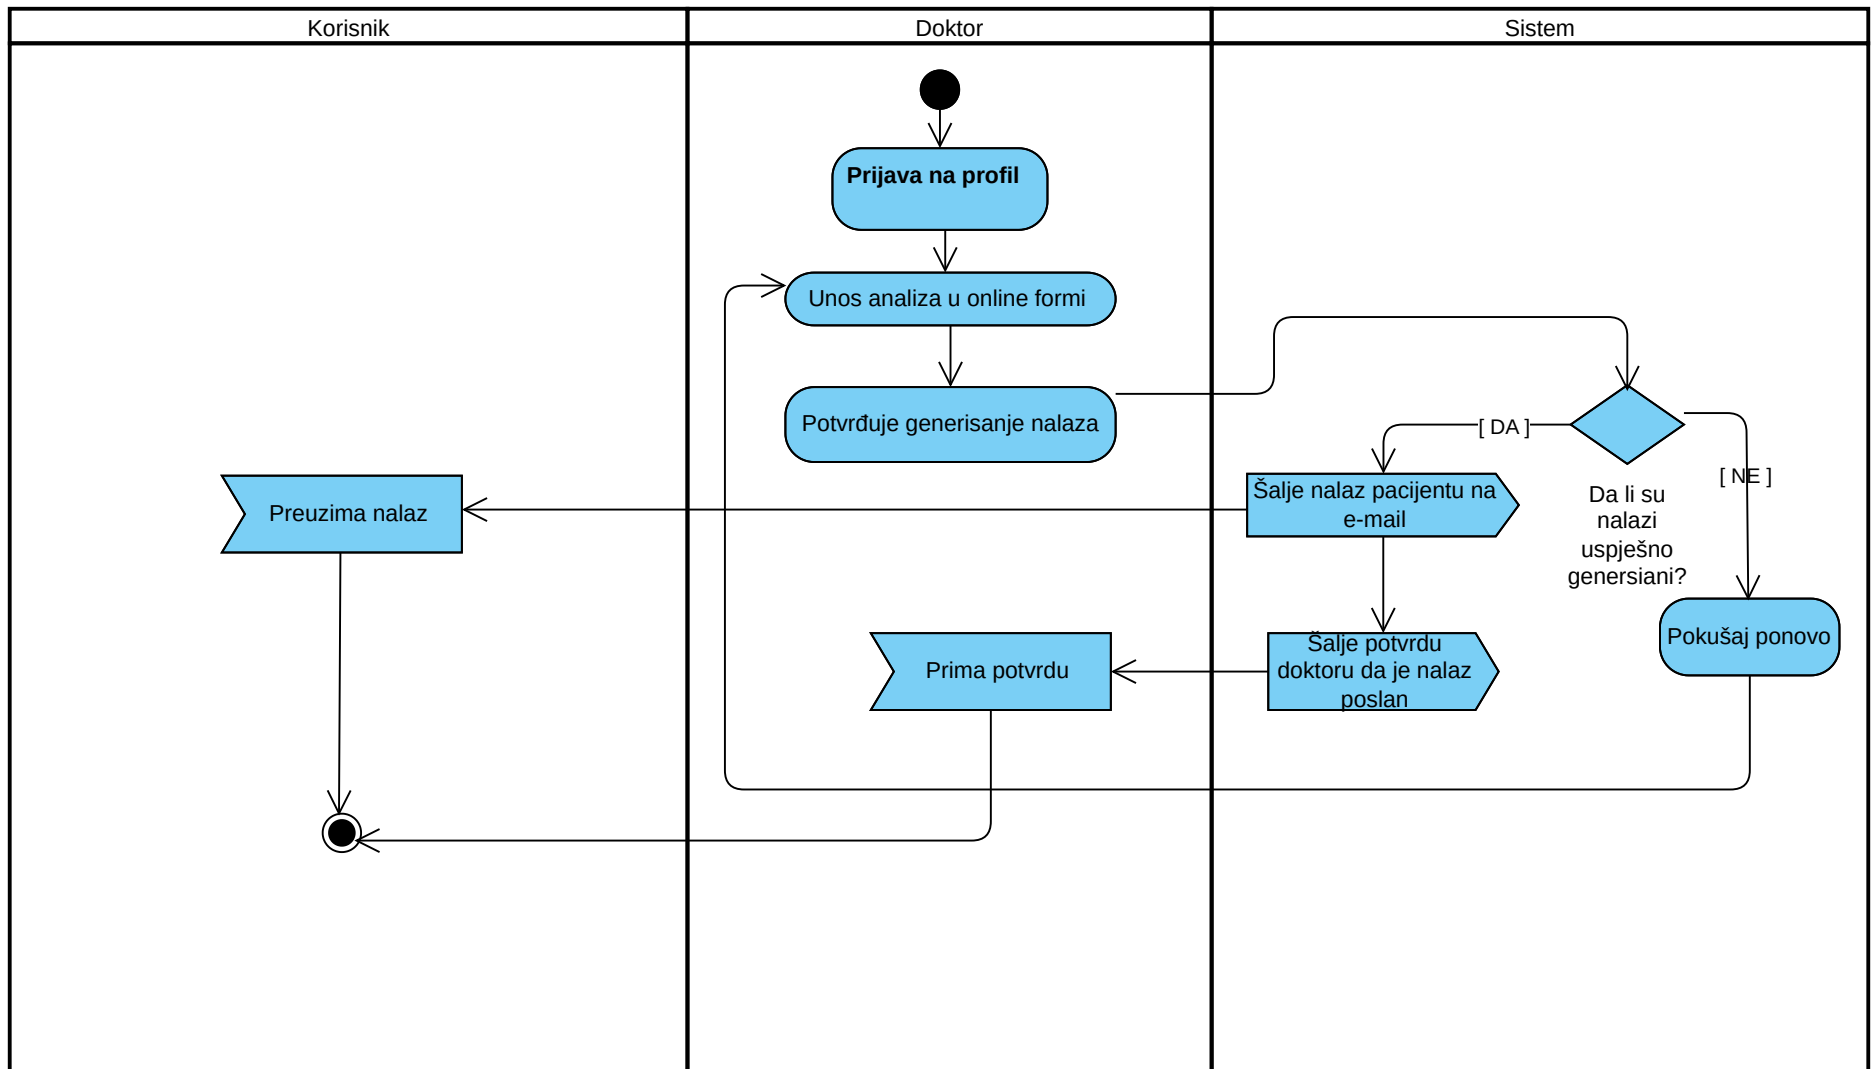 Korisnik
Doktor
Sistem
Prijava na profil
Unos analiza u online formi
Potvrđuje generisanje nalaza
[ DA ]
[ NE ]
Šalje nalaz pacijentu na
e-mail
Da li su
nalazi
uspješno
genersiani?
Preuzima nalaz
Prima potvrdu
Šalje potvrdu
doktoru da je nalaz
poslan
Pokušaj ponovo